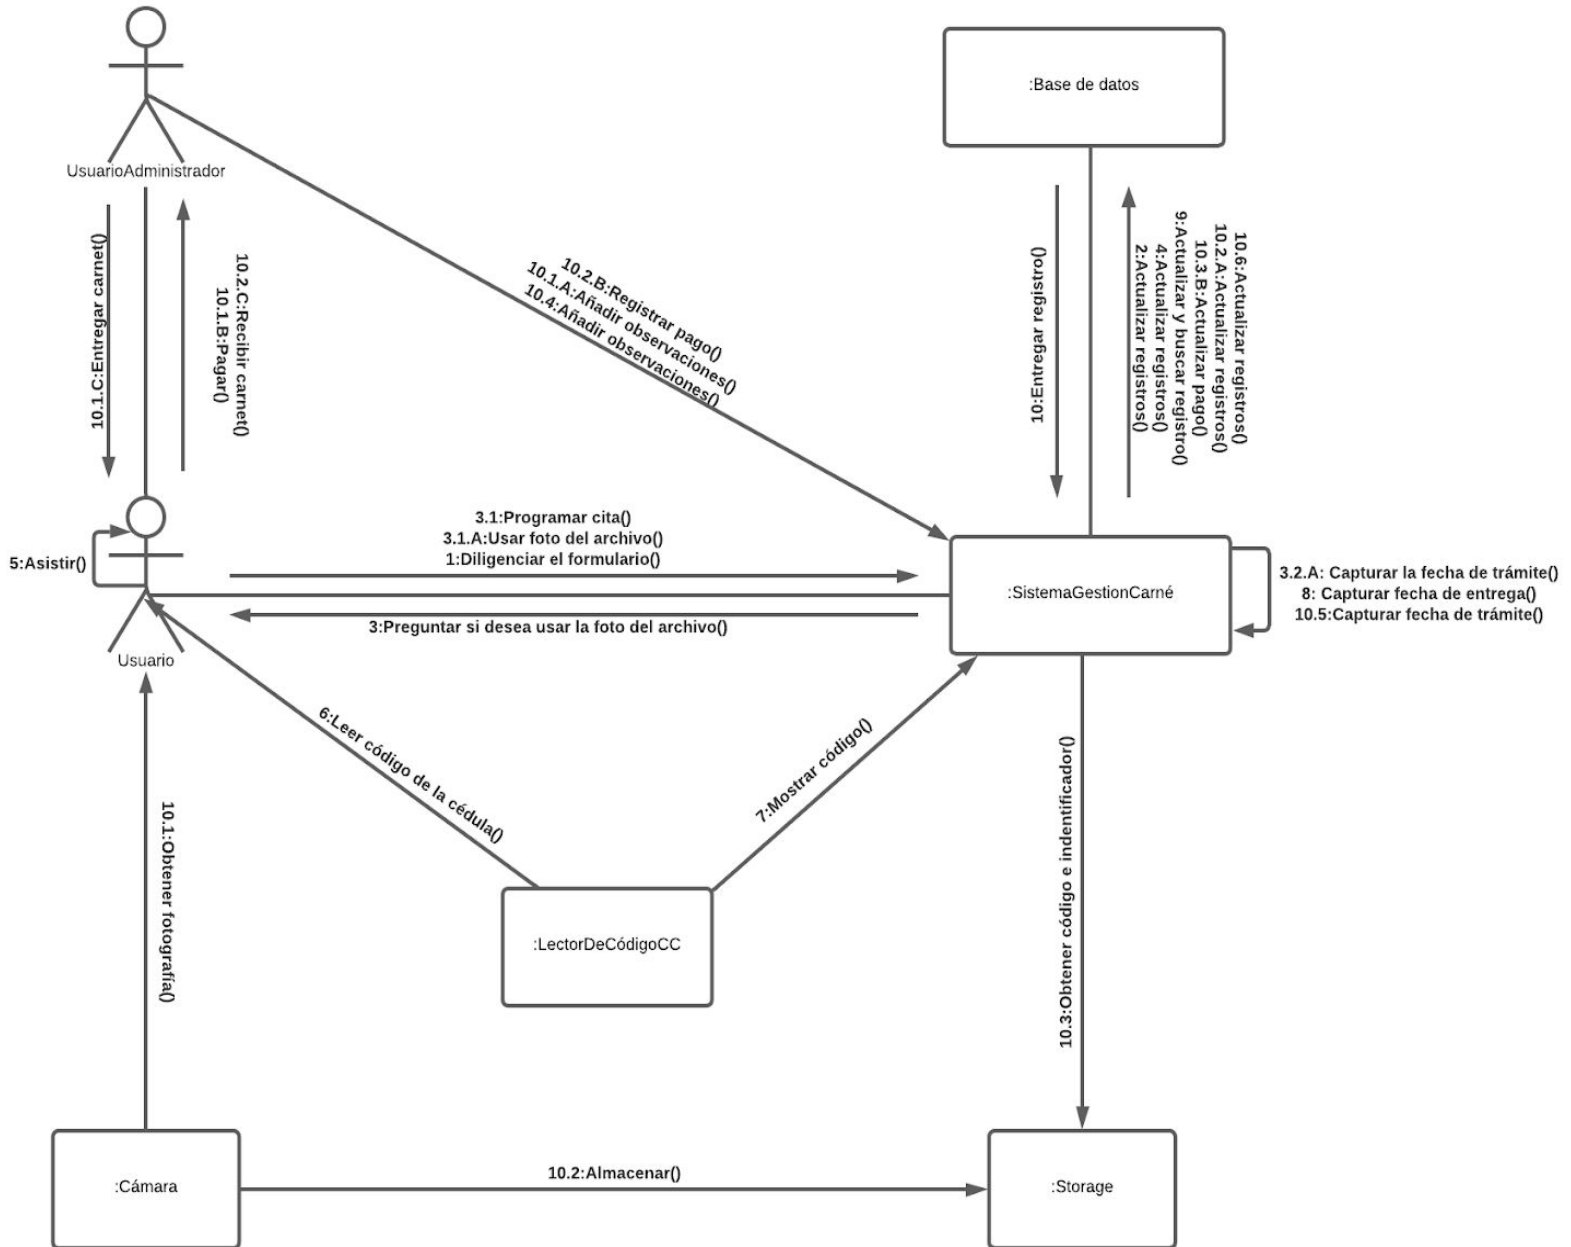 :Base de datos
UsuarioAdministrador
10.1.C:Entregar carnet()
10.2.C:Recibir carnet()
10.1.B:Pagar()
10.2.B:Registrar pago()
10.1.A:Añadir observaciones()
10.4:Añadir observaciones()
10:Entregar registro()
10.6:Actualizar registros()
10.2.A:Actualizar registros()
10.3.B:Actualizar pago()
9:Actualizar y buscar registro()
4:Actualizar registros()
2:Actualizar registros()
5:Asistir()
3.1:Programar cita()
3.1.A:Usar foto del archivo()
1:Diligenciar el formulario()
3:Preguntar si desea usar la foto del archivo()
:SistemaGestionCarné
3.2.A: Capturar la fecha de trámite()
8: Capturar fecha de entrega()
10.5:Capturar fecha de trámite()
Usuario
6:Leer código de la cédula()
7:Mostrar código()
10.1:Obtener fotografía()
10.3:Obtener código e indentificador()
:LectorDeCódigoCC
10.2:Almacenar()
:Cámara
:Storage